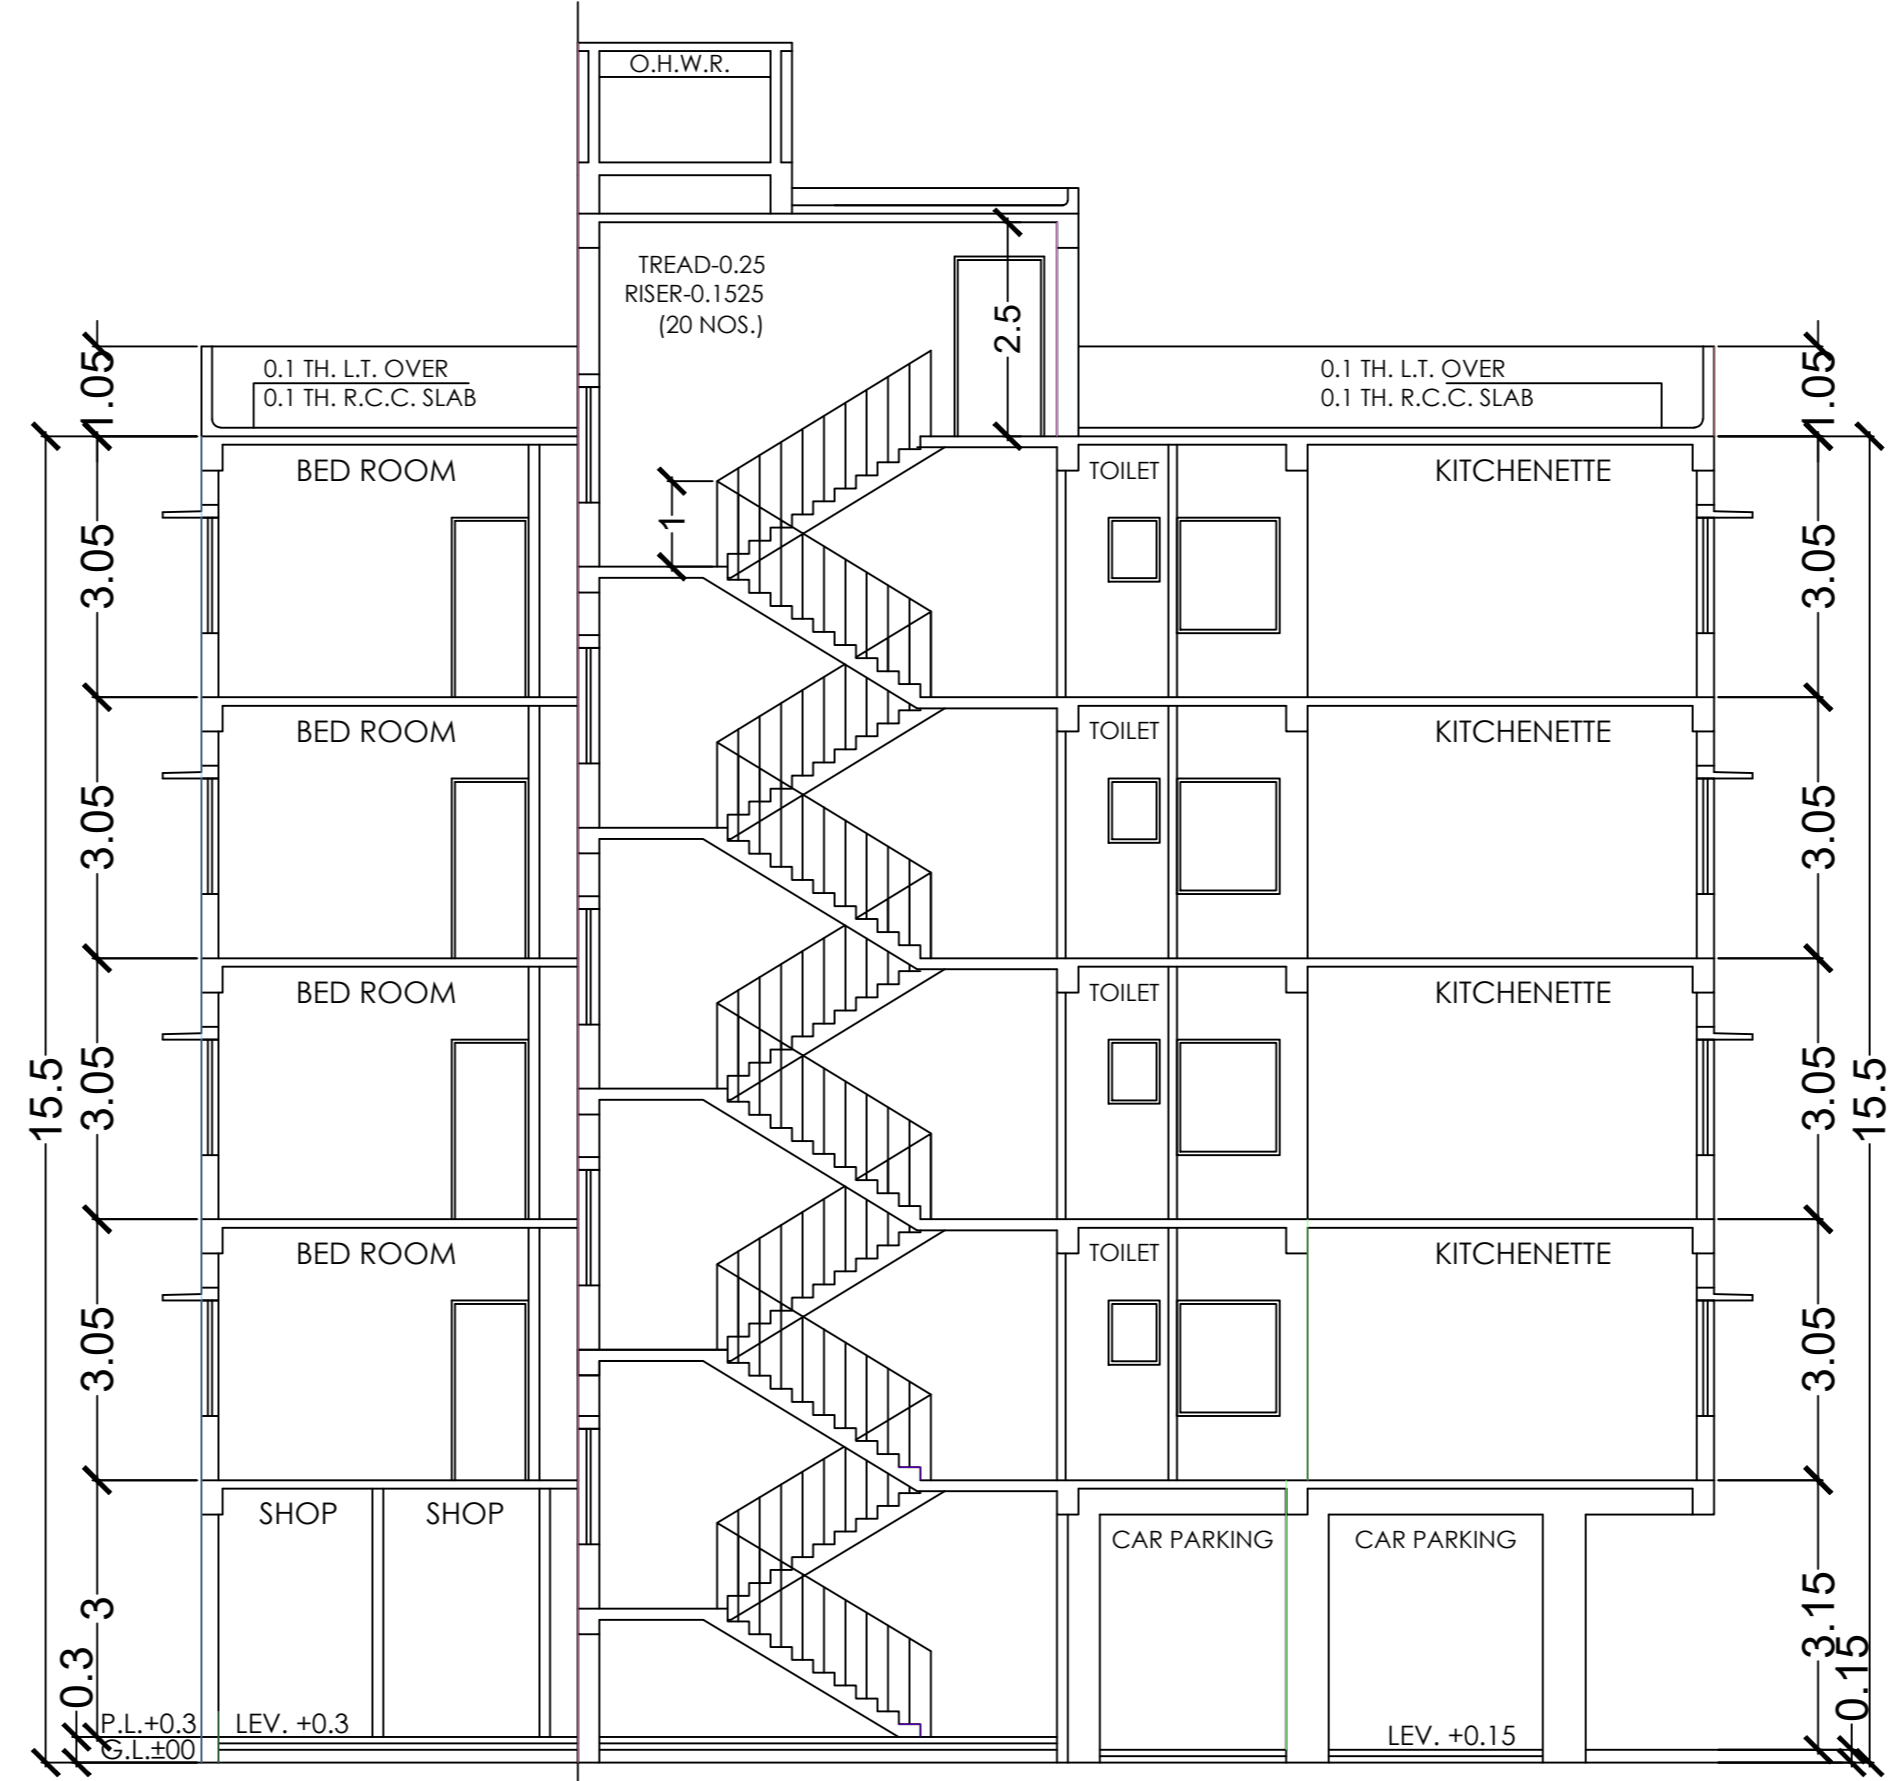 O.H.W.R.
TREAD-0.25
RISER-0.1525
(20 NOS.)
2.5
1.05
0.1 TH. L.T. OVER
0.1 TH. R.C.C. SLAB
0.1 TH. L.T. OVER
0.1 TH. R.C.C. SLAB
1.05
BED ROOM
TOILET
KITCHENETTE
1
3.05
3.05
BED ROOM
TOILET
KITCHENETTE
3.05
3.05
BED ROOM
TOILET
KITCHENETTE
15.5
3.05
3.05
15.5
BED ROOM
TOILET
KITCHENETTE
3.05
3.05
SHOP
SHOP
CAR PARKING
CAR PARKING
3
3.15
0.3
0.15
P.L.+0.3
LEV. +0.3
LEV. +0.15
G.L.±00